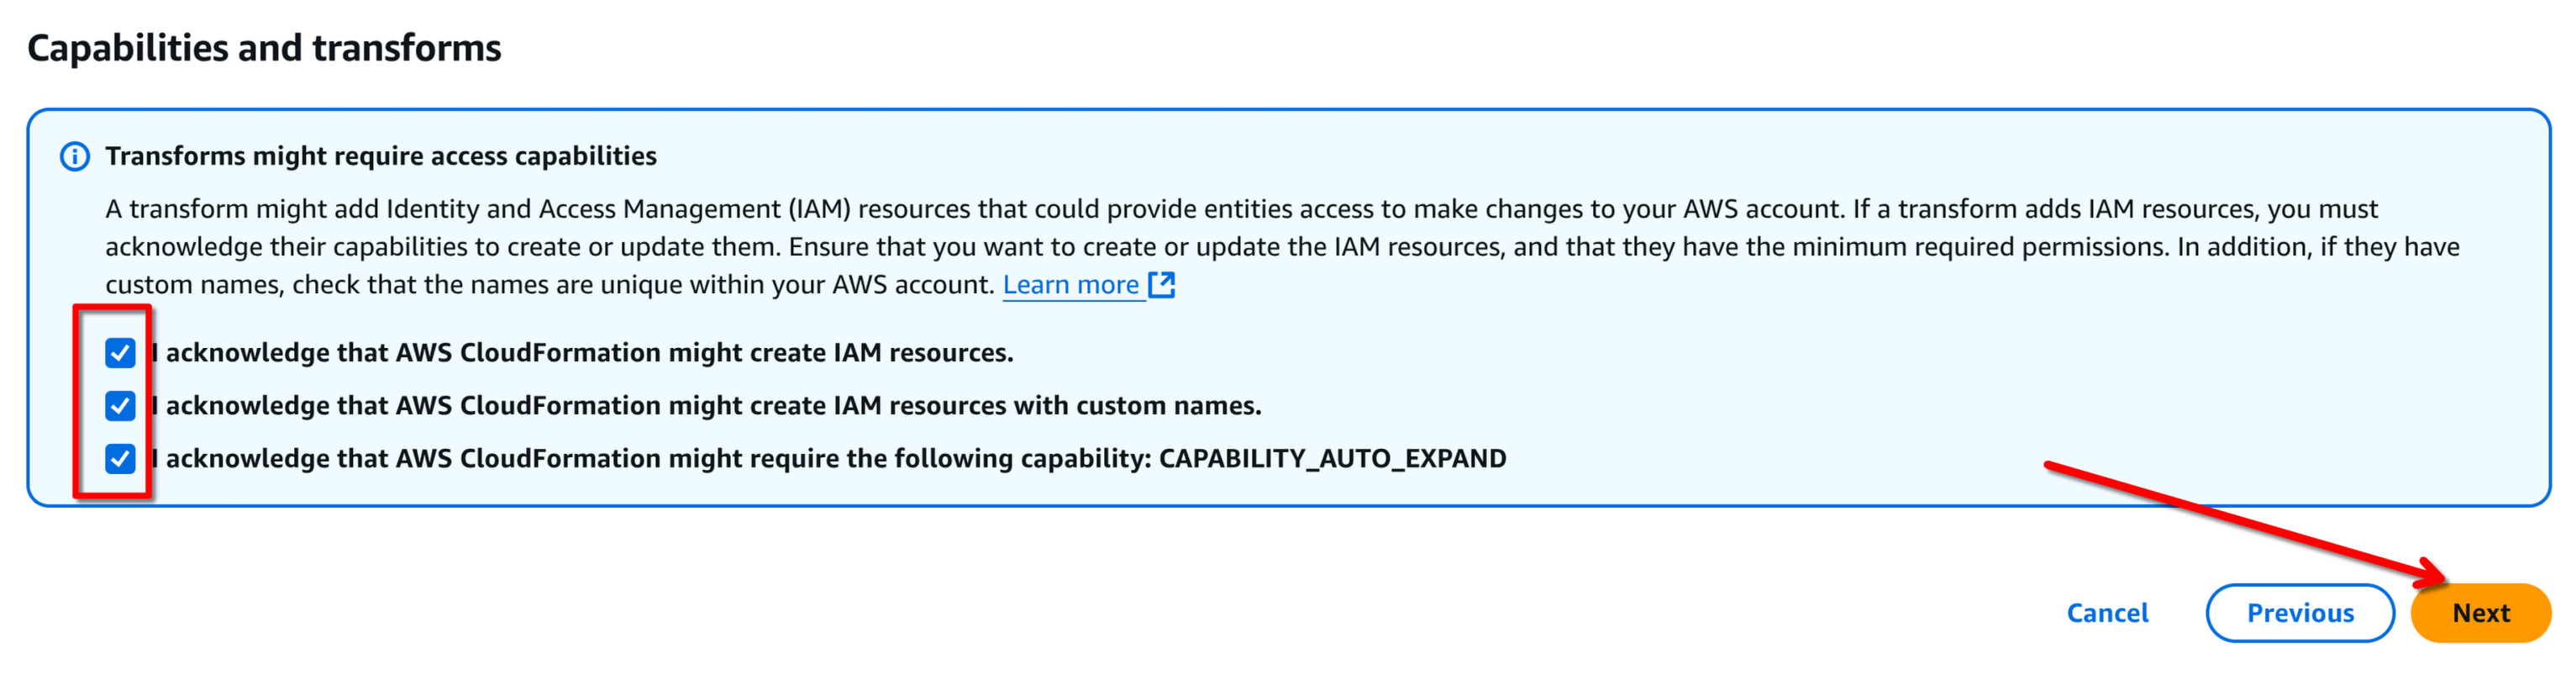 Capabilities and transforms
Transforms might require access capabilities
A transform might add Identity and Access Management (IAM) resources that could provide entities access to make changes to your AWS account. If a transform adds IAM resources, you must
acknowledge their capabilities to create or update them. Ensure that you want to create or update the IAM resources, and that they have the minimum required permissions. In addition, if they have
custom names, check that the names are unique within your AWS account. Learn more
I acknowledge that AWS CloudFormation might create IAM resources.
I acknowledge that AWS CloudFormation might create IAM resources with custom names.
I acknowledge that AWS CloudFormation might require the following capability: CAPABILITY_AUTO_EXPAND
Cancel Previous Next